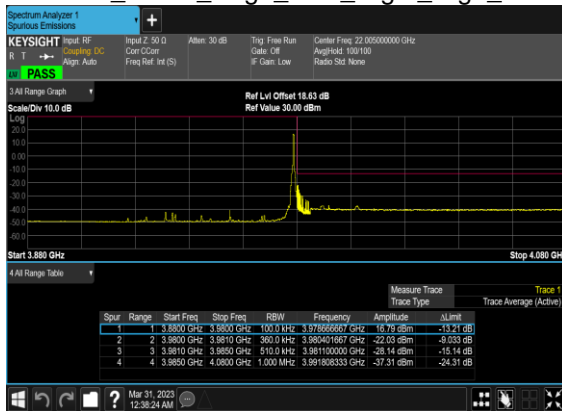 Spectrum Analyzer 1
Spurious Emissions
KEYSIGHT Input: RF Input Z: 50 Ω Atten: 30 dB Trig: Free Run Center Freq: 22.005000000 GHz
R T Coupling: DC Corr CCorr Gate: Off Avg|Hold: 100/100
Align: Auto Freq Ref: Int (S) IF Gain: Low Radio Std: None
PASS
3 All Range Graph Ref Lvl Offset 18.63 dB
Scale/Div 10.0 dB Ref Value 30.00 dBm
Log
20.0
10.0
0.00
-10.0
-20.0
-30.0
-40.0
-50.0
-60.0
Start 3.880 GHz Stop 4.080 GH
4 All Range Table
Measure Trace Trace 1
Trace Type Trace Average (Active)
Spur Range Start Freq Stop Freq RBW Frequency Amplitude ΔLimit
1 1 3.8800 GHz 3.9800 GHz 100.0 kHz 3.978666667 GHz 16.79 dBm -13.21 dB
2 2 3.9800 GHz 3.9810 GHz 360.0 kHz 3.980401667 GHz -22.03 dBm -9.033 dB
3 3 3.9810 GHz 3.9850 GHz 510.0 kHz 3.981100000 GHz -28.14 dBm -15.14 dB
4 4 3.9850 GHz 4.0800 GHz 1.000 MHz 3.991808333 GHz -37.31 dBm -24.31 dB
? Mar 31, 2023
12:38:24 AM